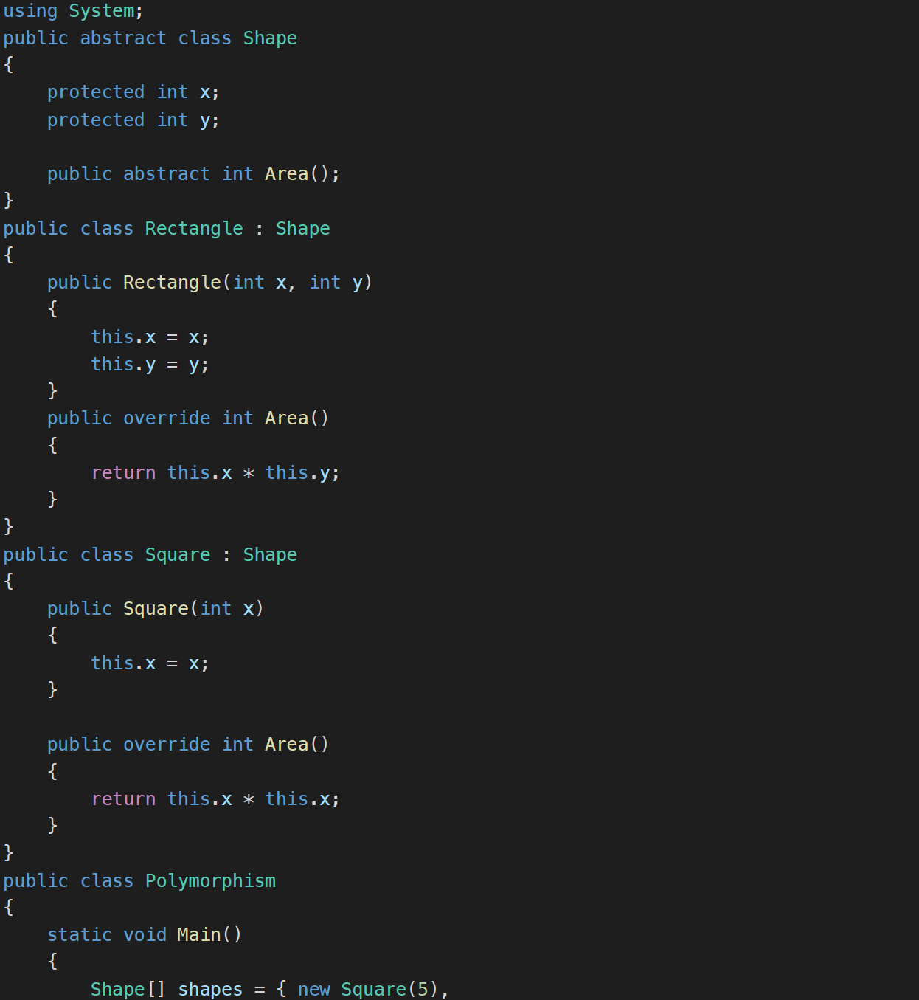 using System;
public abstract class Shape
{
    protected int x;
    protected int y;

    public abstract int Area();
}
public class Rectangle : Shape
{
    public Rectangle(int x, int y)
    {
        this.x = x;
        this.y = y;
    }
    public override int Area()
    {
        return this.x * this.y;
    }
}
public class Square : Shape
{
    public Square(int x)
    {
        this.x = x;
    }

    public override int Area()
    {
        return this.x * this.x;
    }
}
public class Polymorphism
{
    static void Main()
    {
        Shape[] shapes = { new Square(5),